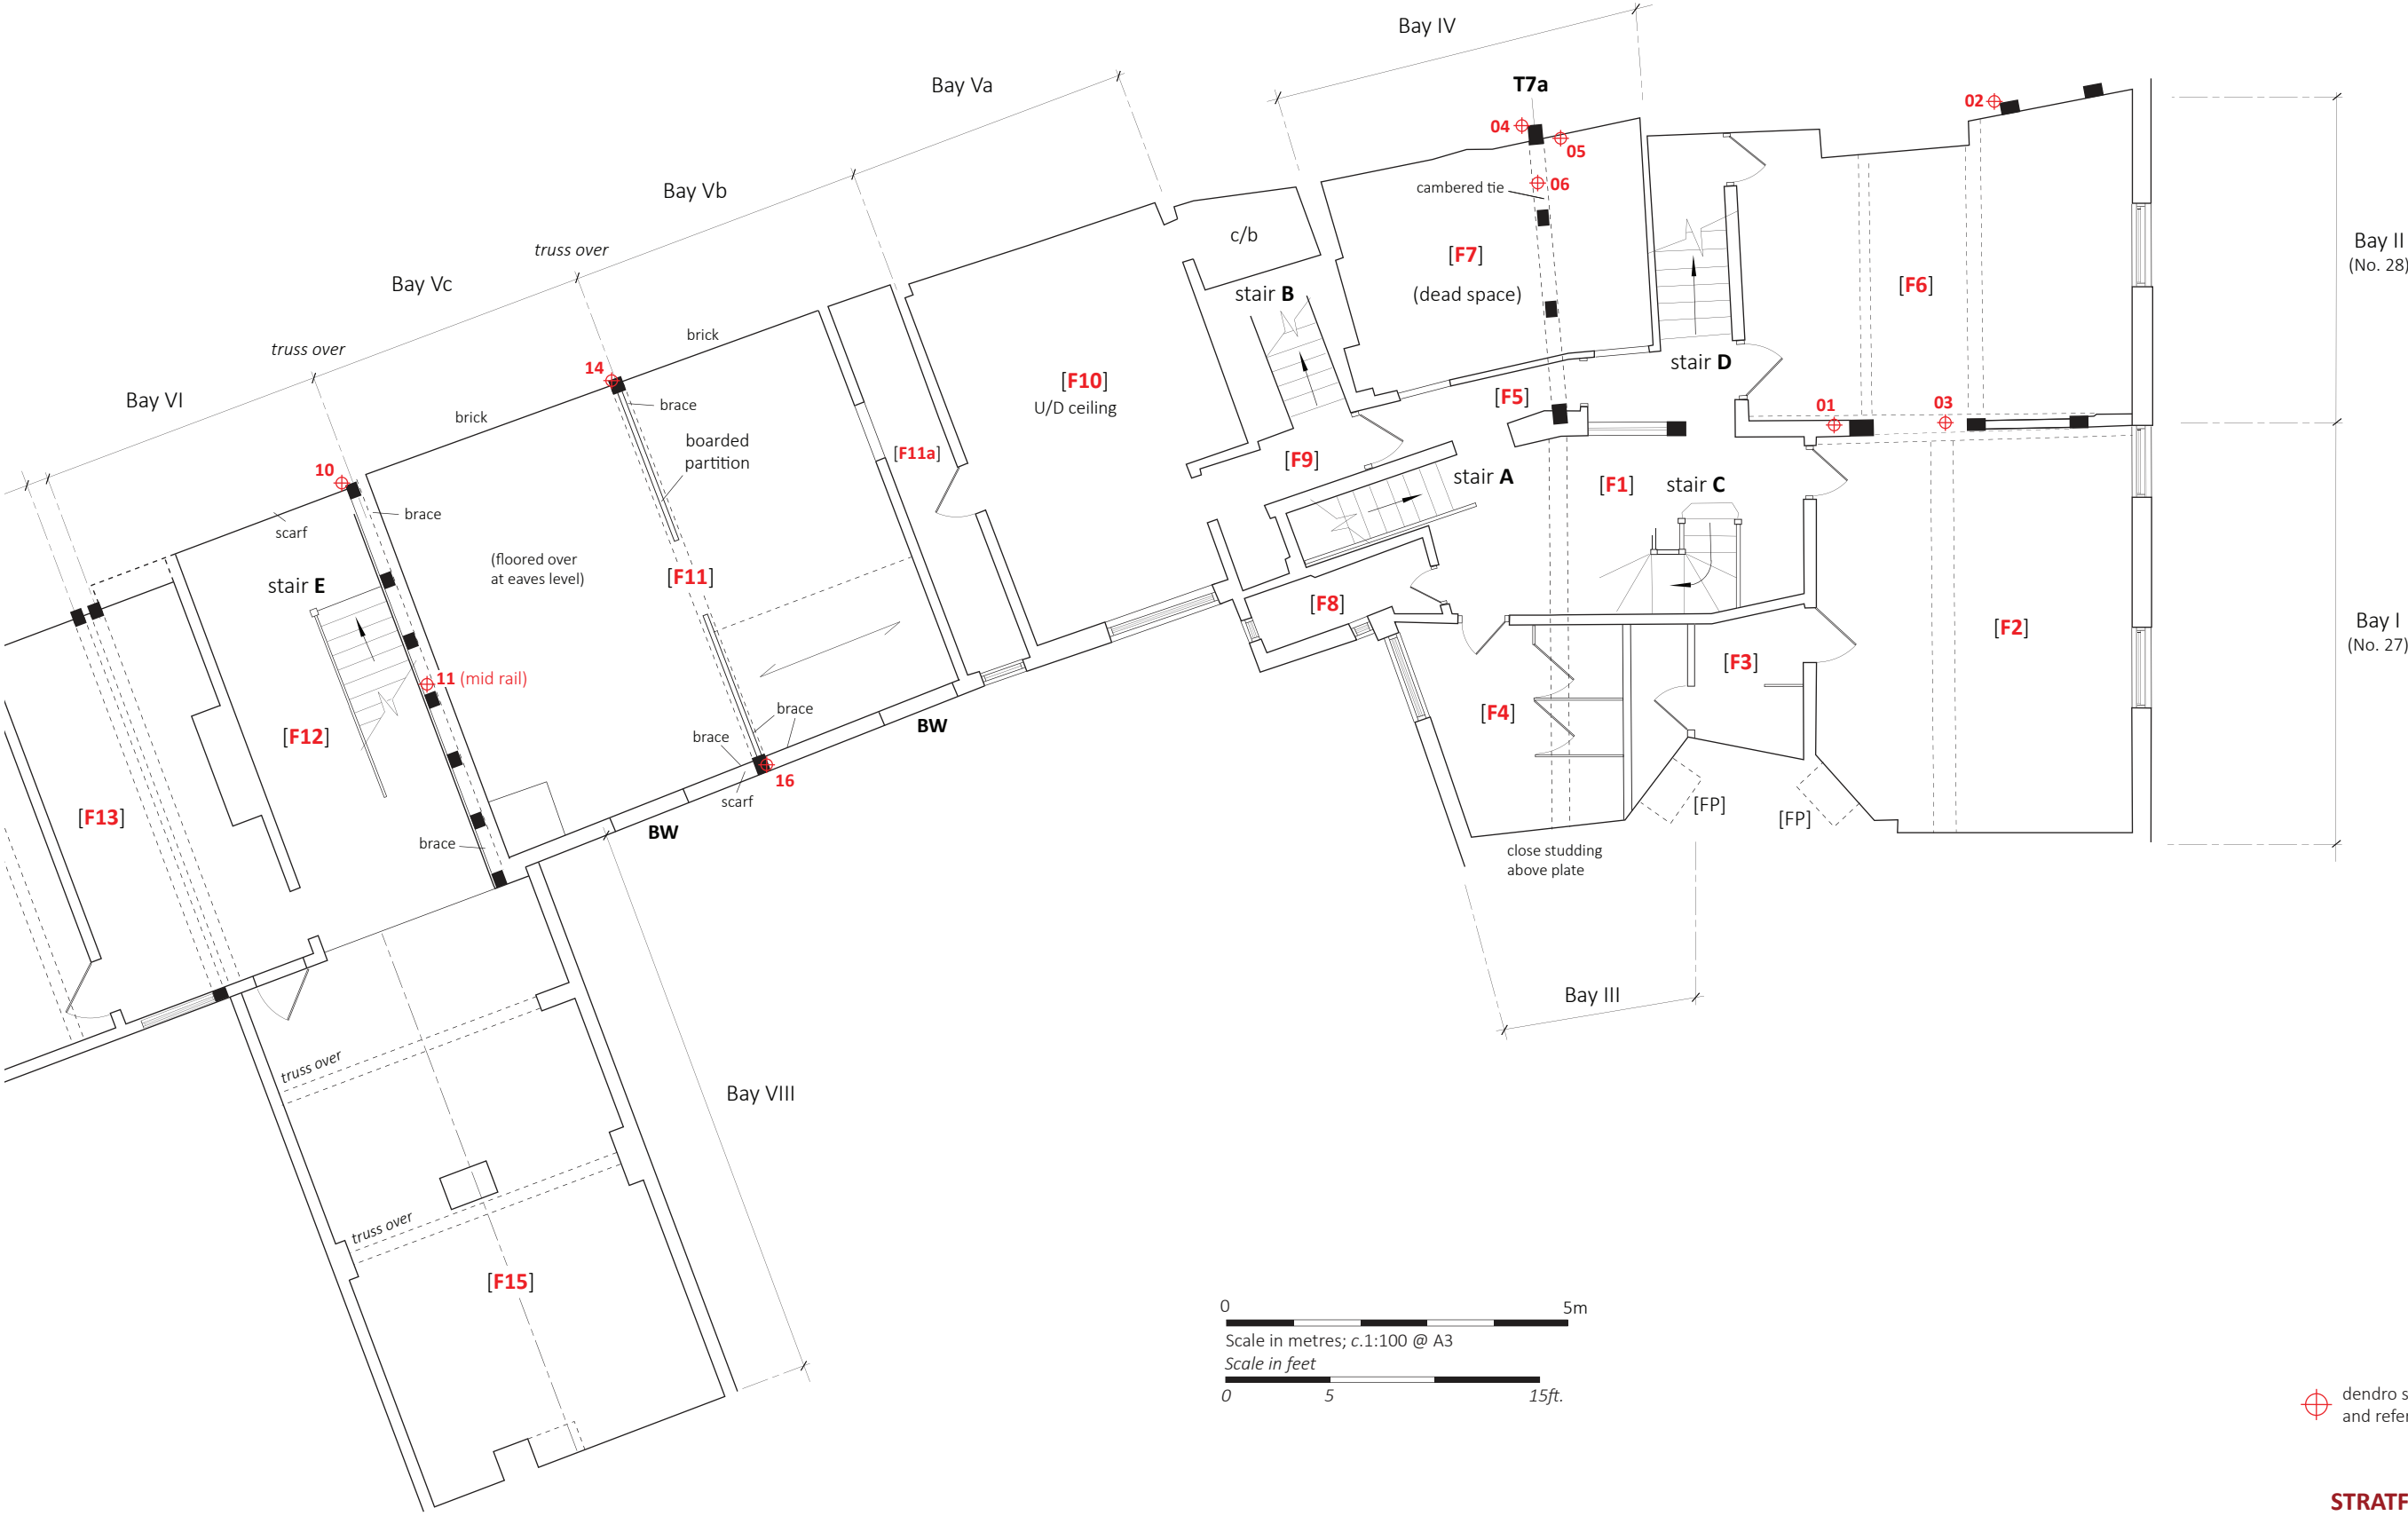 Bay IV
Bay Va
T7a
02
04
05
Bay Vb
cambered tie
06
c/b
Bay II
(No. 28)
truss over
[F7]
(dead space)
[F6]
Bay Vc
stair B
brick
truss over
stair D
14
[F10]
U/D ceiling
Bay VI
brace
[F5]
01
03
brick
boarded
partition
[F11a]
[F9]
10
stair A
[F1]
stair C
brace
scarf
(floored over
at eaves level)
[F11]
stair E
[F8]
Bay I
(No. 27)
[F2]
[F3]
11 (mid rail)
brace
[F4]
[F12]
brace
BW
16
scarf
[F13]
[FP]
[FP]
BW
brace
close studding
above plate
Bay III
truss over
Bay VIII
truss over
[F15]
0 5m
Scale in metres; c.1:100 @ A3
Scale in feet
0 5 15ft.
dendro s
and refer
STRATF